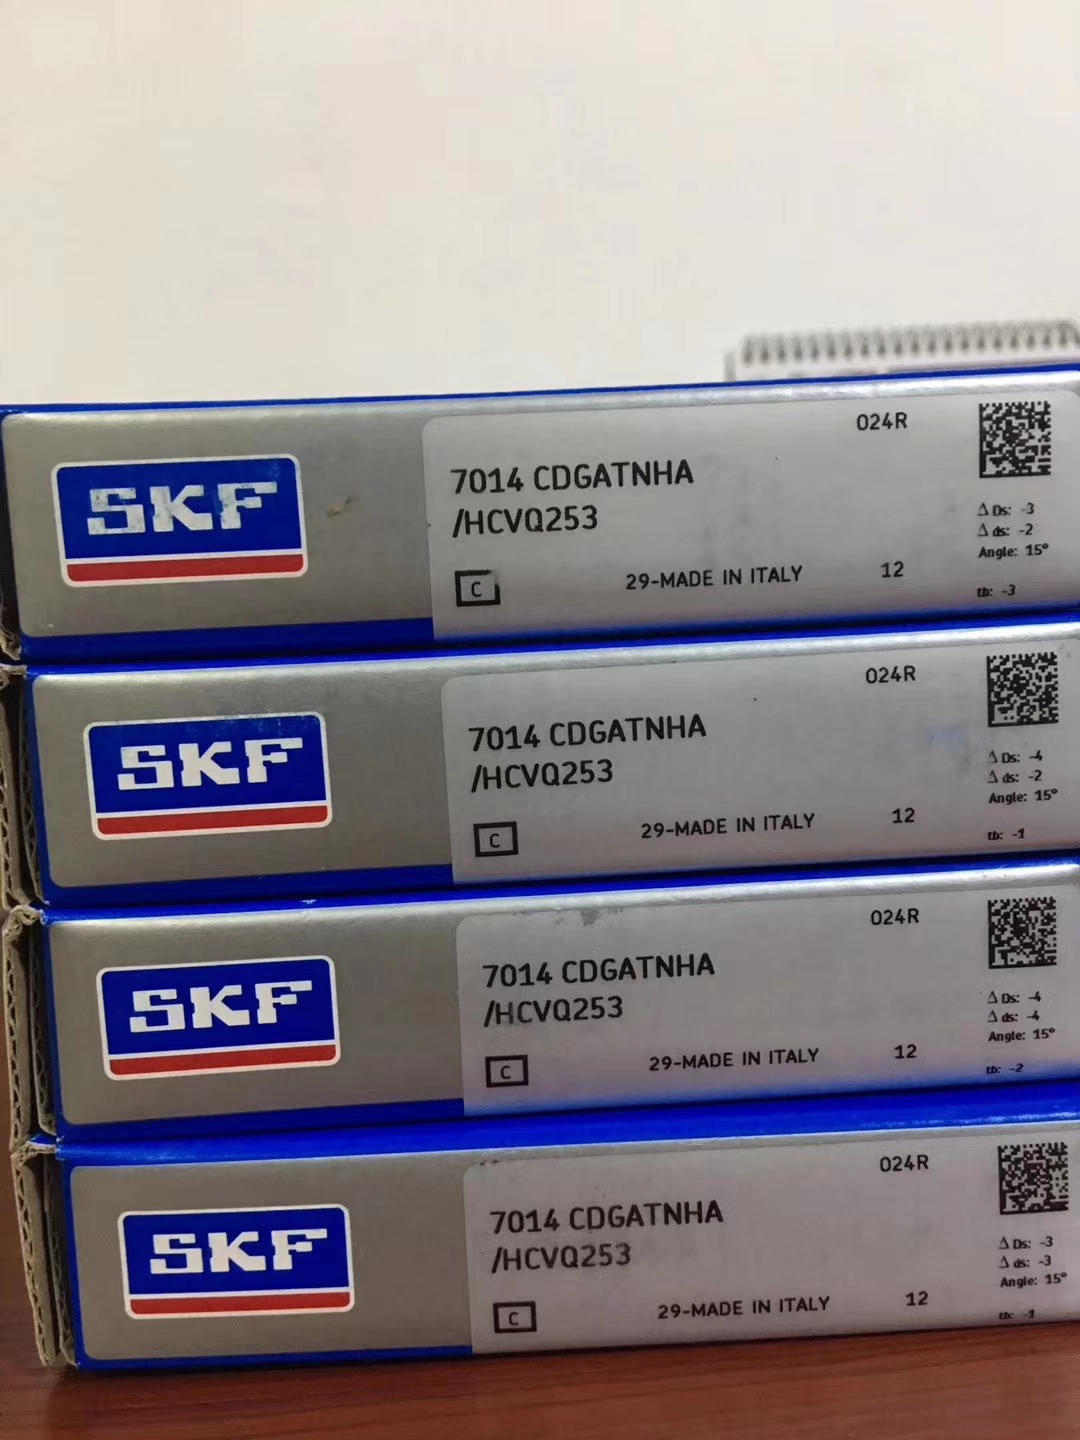 024R
SKF
7014 CDGATNHA
/HCVQ253
Δ Ds: -3
Δ ds: -2
Angle: 15°
C
29-MADE IN ITALY
12
tb: -3
024R
SKF
7014 CDGATNHA
/HCVQ253
Δ Ds: -4
Δ ds: -2
Angle: 15°
C
29-MADE IN ITALY
12
tb: -1
024R
SKF
7014 CDGATNHA
/HCVQ253
Δ Ds: -4
Δ ds: -4
Angle: 15°
C
29-MADE IN ITALY
12
tb: -2
024R
SKF
7014 CDGATNHA
/HCVQ253
Δ Ds: -3
Δ ds: -3
Angle: 15°
C
29-MADE IN ITALY
12
tb: -1